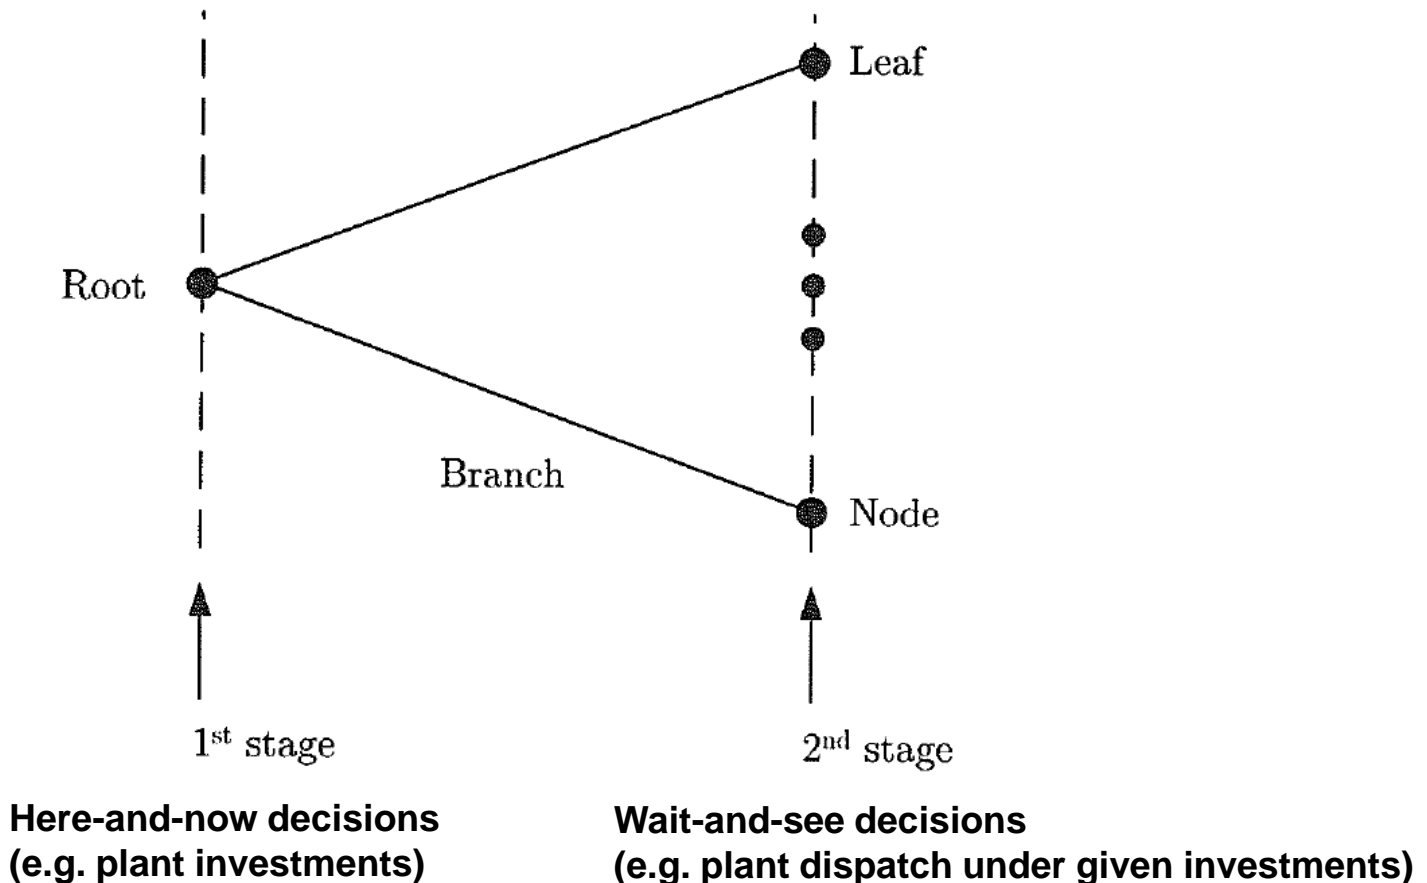 Leaf
Root
Branch
Node
1st stage
2nd stage
Here-and-now decisions
(e.g. plant investments)
Wait-and-see decisions
(e.g. plant dispatch under given investments)